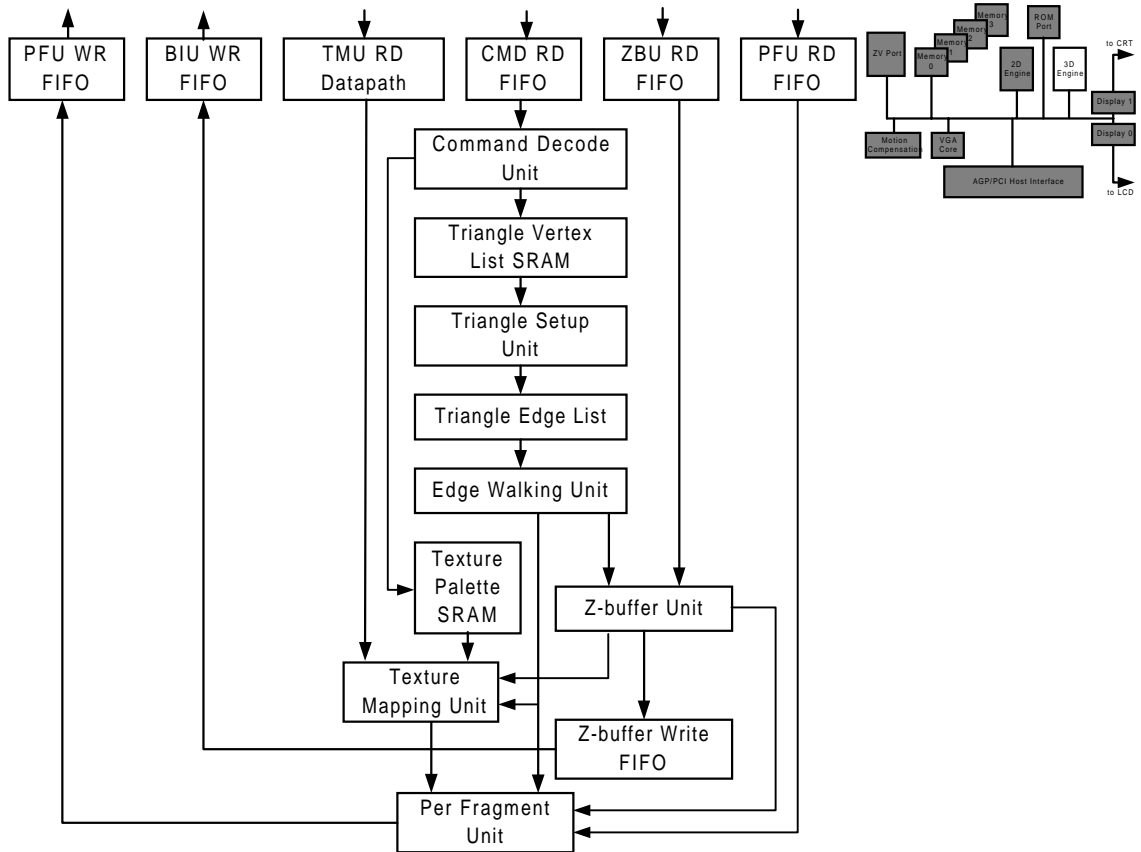 PFU WR
FIFO
BIU WR
FIFO
TMU RD
Datapath
CMD RD
FIFO
ZBU RD
FIFO
PFU RD
FIFO
Command Decode
Unit
Triangle Vertex
List SRAM
Triangle Setup
Unit
Triangle Edge List
Edge Walking Unit
Texture
Palette
SRAM
Z-buffer Unit
Texture
Mapping Unit
Z-buffer Write
FIFO
Per Fragment
Unit
ZV Port
Memory
0
Memory
1
Memory
2
Memory
3
2D
Engine
ROM
Port
3D
Engine
to CRT
Display 1
Display 0
to LCD
Motion
Compensation
VGA
Core
AGP/PCI Host Interface